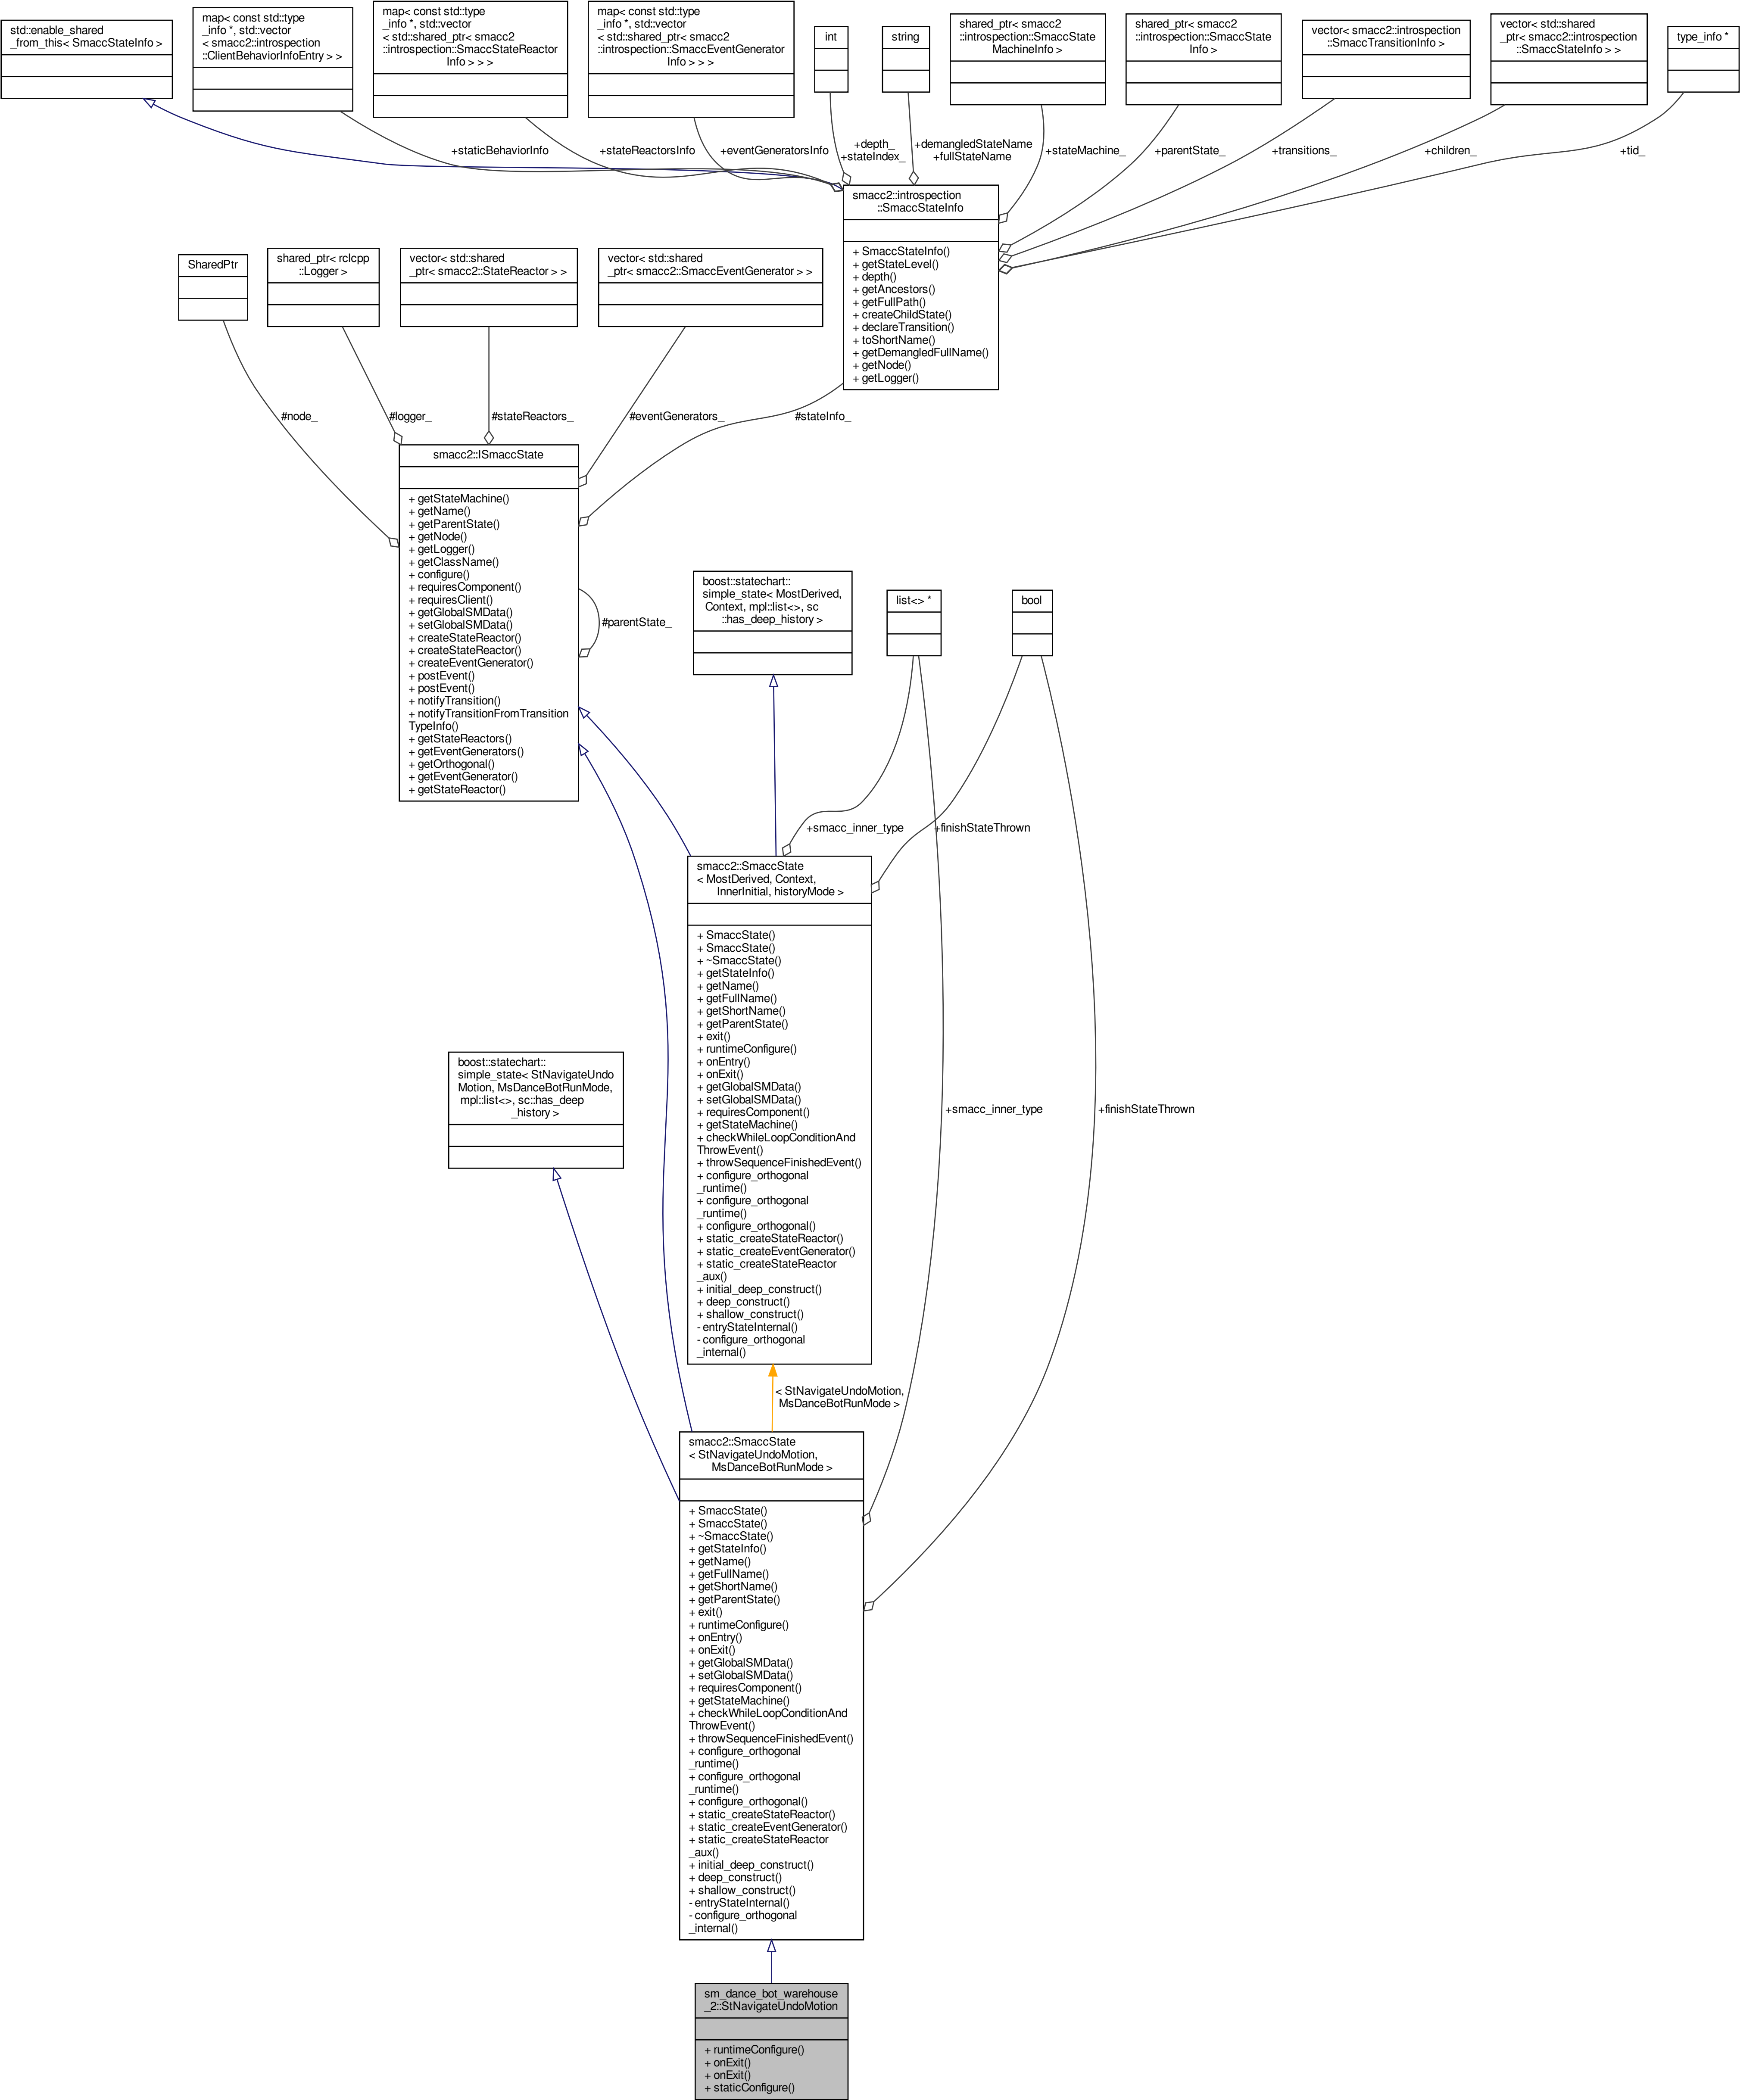 std::enable_shared
_from_this< SmaccStateInfo >
map< const std::type
_info *, std::vector
< smacc2::introspection
::ClientBehaviorInfoEntry > >
map< const std::type
_info *, std::vector
< std::shared_ptr< smacc2
::introspection::SmaccStateReactor
Info > > >
map< const std::type
_info *, std::vector
< std::shared_ptr< smacc2
::introspection::SmaccEventGenerator
Info > > >
int
string
shared_ptr< smacc2
::introspection::SmaccState
MachineInfo >
shared_ptr< smacc2
::introspection::SmaccState
Info >
vector< smacc2::introspection
::SmaccTransitionInfo >
vector< std::shared
_ptr< smacc2::introspection
::SmaccStateInfo > >
type_info *
+staticBehaviorInfo
+stateReactorsInfo
+eventGeneratorsInfo
+depth_
+stateIndex_
+demangledStateName
+fullStateName
+stateMachine_
+parentState_
+transitions_
+children_
+tid_
smacc2::introspection
::SmaccStateInfo
+ SmaccStateInfo()
+ getStateLevel()
+ depth()
+ getAncestors()
+ getFullPath()
+ createChildState()
+ declareTransition()
+ toShortName()
+ getDemangledFullName()
+ getNode()
+ getLogger()
SharedPtr
shared_ptr< rclcpp
::Logger >
vector< std::shared
_ptr< smacc2::StateReactor > >
vector< std::shared
_ptr< smacc2::SmaccEventGenerator > >
#node_
#logger_
#stateReactors_
#eventGenerators_
#stateInfo_
smacc2::ISmaccState
+ getStateMachine()
+ getName()
+ getParentState()
+ getNode()
+ getLogger()
+ getClassName()
+ configure()
+ requiresComponent()
+ requiresClient()
+ getGlobalSMData()
+ setGlobalSMData()
+ createStateReactor()
+ createStateReactor()
+ createEventGenerator()
+ postEvent()
+ postEvent()
+ notifyTransition()
+ notifyTransitionFromTransition
TypeInfo()
+ getStateReactors()
+ getEventGenerators()
+ getOrthogonal()
+ getEventGenerator()
+ getStateReactor()
#parentState_
boost::statechart::
simple_state< MostDerived,
Context, mpl::list<>, sc
::has_deep_history >
list<> *
bool
+smacc_inner_type
+finishStateThrown
smacc2::SmaccState
< MostDerived, Context,
InnerInitial, historyMode >
+ SmaccState()
+ SmaccState()
+ ~SmaccState()
+ getStateInfo()
+ getName()
+ getFullName()
+ getShortName()
+ getParentState()
+ exit()
+ runtimeConfigure()
+ onEntry()
+ onExit()
+ getGlobalSMData()
+ setGlobalSMData()
+ requiresComponent()
+ getStateMachine()
+ checkWhileLoopConditionAnd
ThrowEvent()
+ throwSequenceFinishedEvent()
+ configure_orthogonal
_runtime()
+ configure_orthogonal
_runtime()
+ configure_orthogonal()
+ static_createStateReactor()
+ static_createEventGenerator()
+ static_createStateReactor
_aux()
+ initial_deep_construct()
+ deep_construct()
+ shallow_construct()
- entryStateInternal()
- configure_orthogonal
_internal()
boost::statechart::
simple_state< StNavigateUndo
Motion, MsDanceBotRunMode,
mpl::list<>, sc::has_deep
_history >
+smacc_inner_type
+finishStateThrown
< StNavigateUndoMotion,
MsDanceBotRunMode >
smacc2::SmaccState
< StNavigateUndoMotion,
MsDanceBotRunMode >
+ SmaccState()
+ SmaccState()
+ ~SmaccState()
+ getStateInfo()
+ getName()
+ getFullName()
+ getShortName()
+ getParentState()
+ exit()
+ runtimeConfigure()
+ onEntry()
+ onExit()
+ getGlobalSMData()
+ setGlobalSMData()
+ requiresComponent()
+ getStateMachine()
+ checkWhileLoopConditionAnd
ThrowEvent()
+ throwSequenceFinishedEvent()
+ configure_orthogonal
_runtime()
+ configure_orthogonal
_runtime()
+ configure_orthogonal()
+ static_createStateReactor()
+ static_createEventGenerator()
+ static_createStateReactor
_aux()
+ initial_deep_construct()
+ deep_construct()
+ shallow_construct()
- entryStateInternal()
- configure_orthogonal
_internal()
sm_dance_bot_warehouse
_2::StNavigateUndoMotion
+ runtimeConfigure()
+ onExit()
+ onExit()
+ staticConfigure()